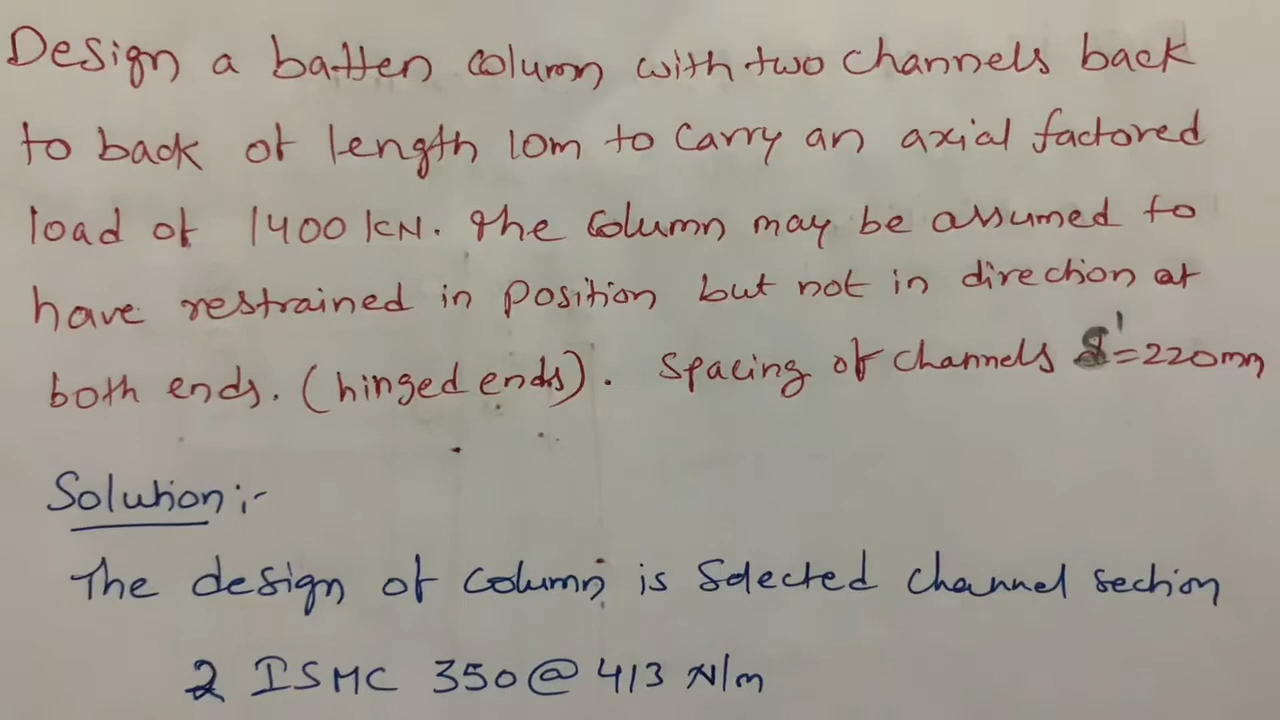 Design a batten column with two channels back
to back of length 10m to carry an axial factored
load of 1400 kN. The column may be assumed to
have restrained in position but not in direction at
both ends. (hinged ends). Spacing of channels S'=220mm
Solution:-
The design of column is Selected channel section
2 ISMC 350@ 413 N/m